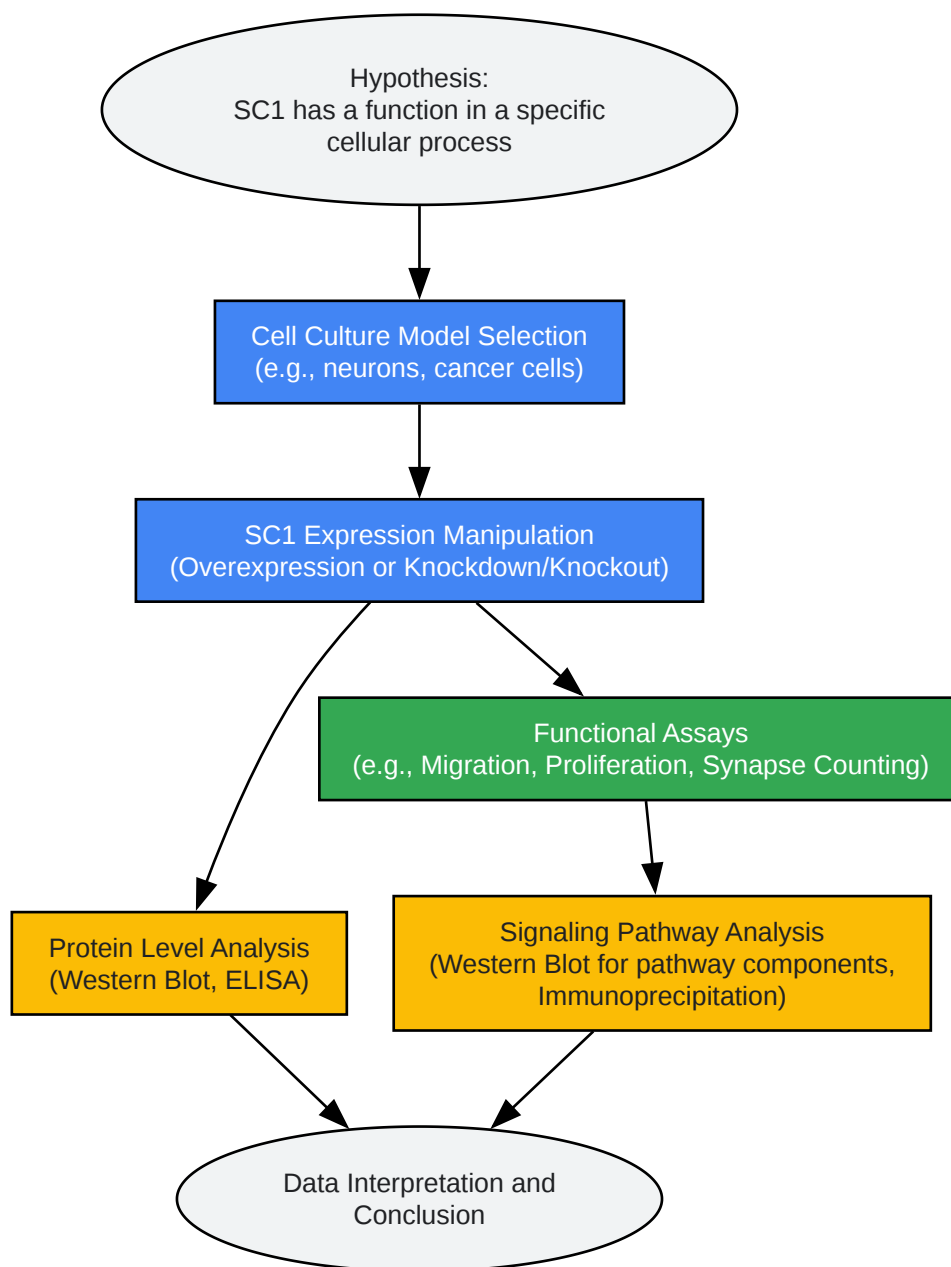 Hypothesis:
SC1 has a function in a specific
cellular process
Cell Culture Model Selection
(e.g., neurons, cancer cells)
SC1 Expression Manipulation
(Overexpression or Knockdown/Knockout)
Functional Assays
(e.g., Migration, Proliferation, Synapse Counting)
Protein Level Analysis
(Western Blot, ELISA)
Signaling Pathway Analysis
(Western Blot for pathway components,
Immunoprecipitation)
Data Interpretation and
Conclusion